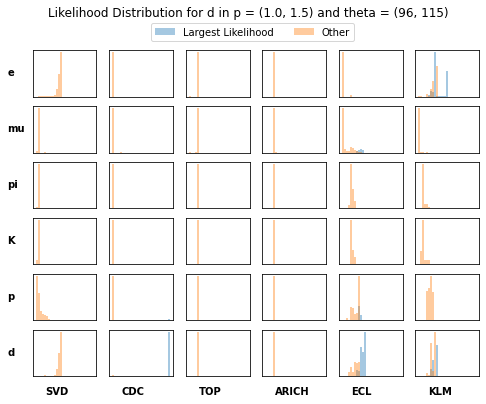 Likelihood Distribution for d in p = (1.0, 1.5) and theta = (96, 115)
Largest Likelihood Other
e
mu
pi
K
p
d
SVD CDC TOP ARICH ECL KLM